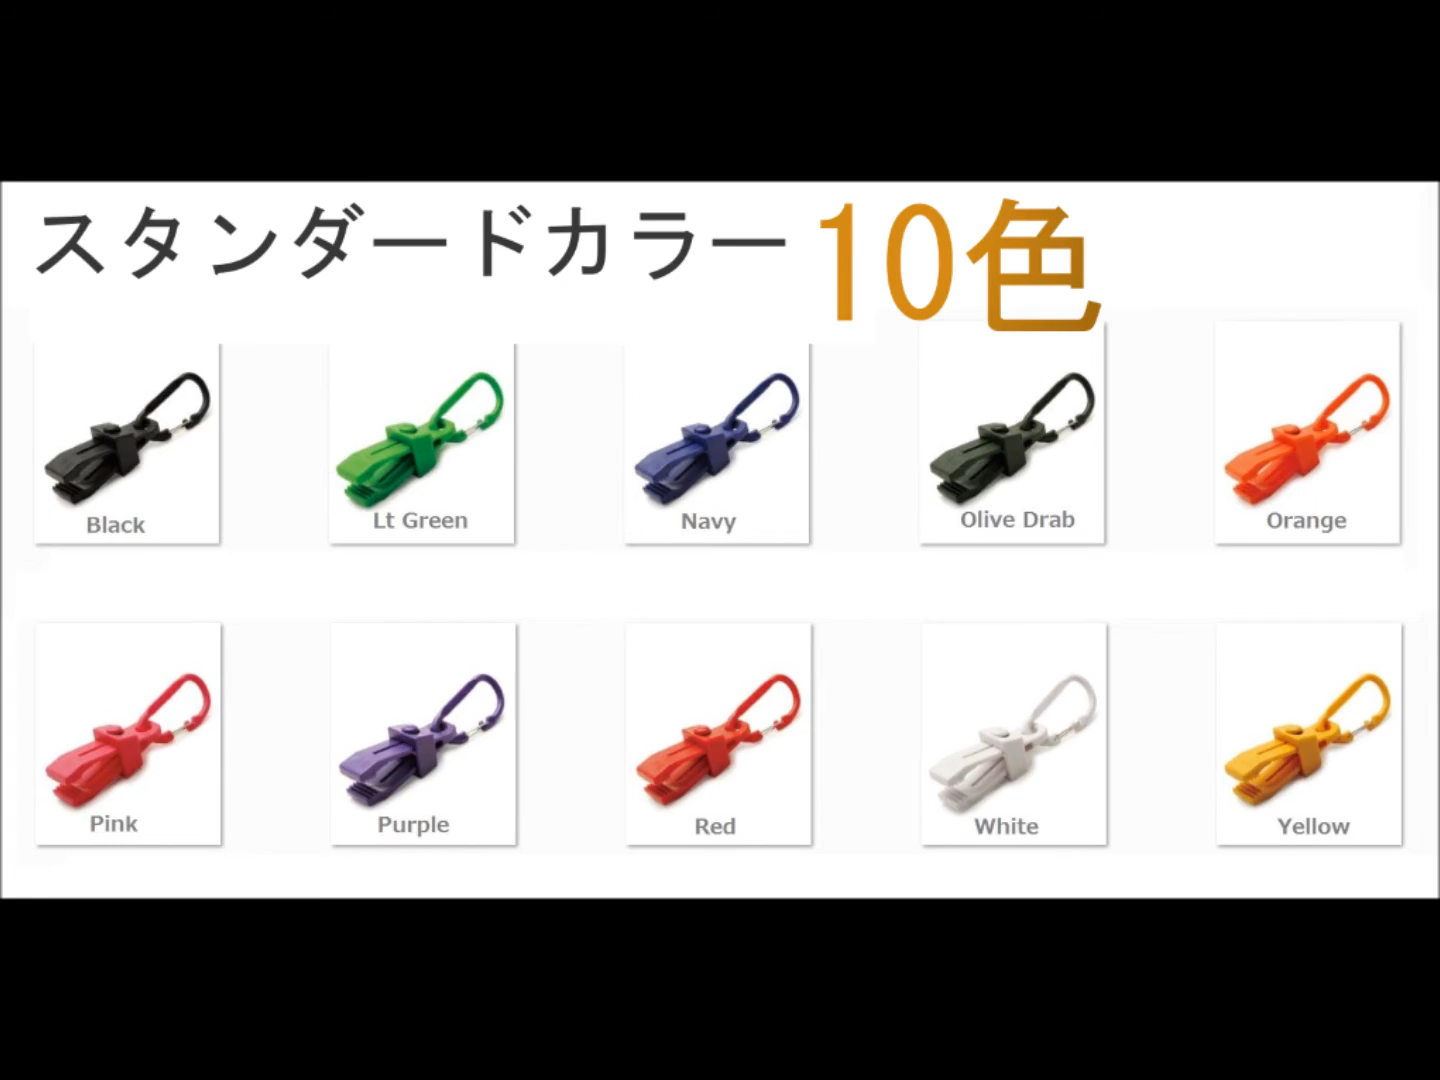 スタンダードカラー 10色
Black
Lt Green
Navy
Olive Drab
Orange
Pink
Purple
Red
White
Yellow